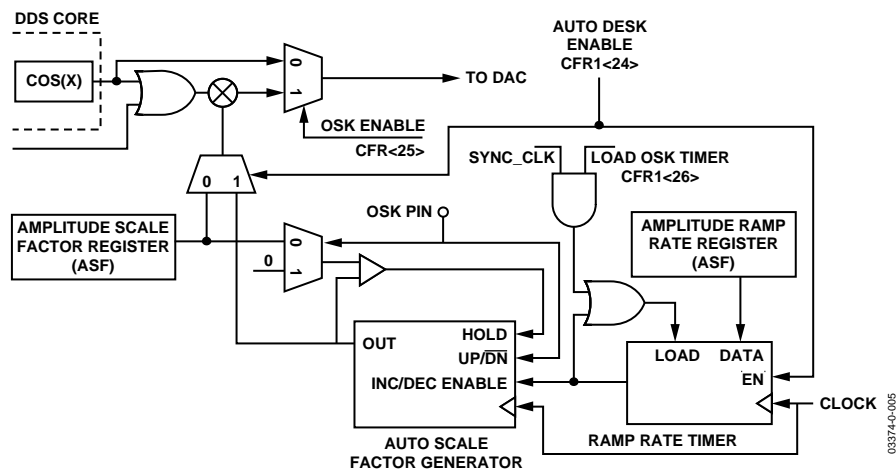 DDS CORE
COS(X)
0
1
TO DAC
OSK ENABLE
CFR<25>
AUTO DESK
ENABLE
CFR1<24>
SYNC_CLK
LOAD OSK TIMER
CFR1<26>
0 1
AMPLITUDE SCALE
FACTOR REGISTER
(ASF)
OSK PIN
0
0
1
AMPLITUDE RAMP
RATE REGISTER
(ASF)
OUT
HOLD
UP/DN
INC/DEC ENABLE
LOAD DATA
EN
CLOCK
RAMP RATE TIMER
AUTO SCALE
FACTOR GENERATOR
03374-0-005